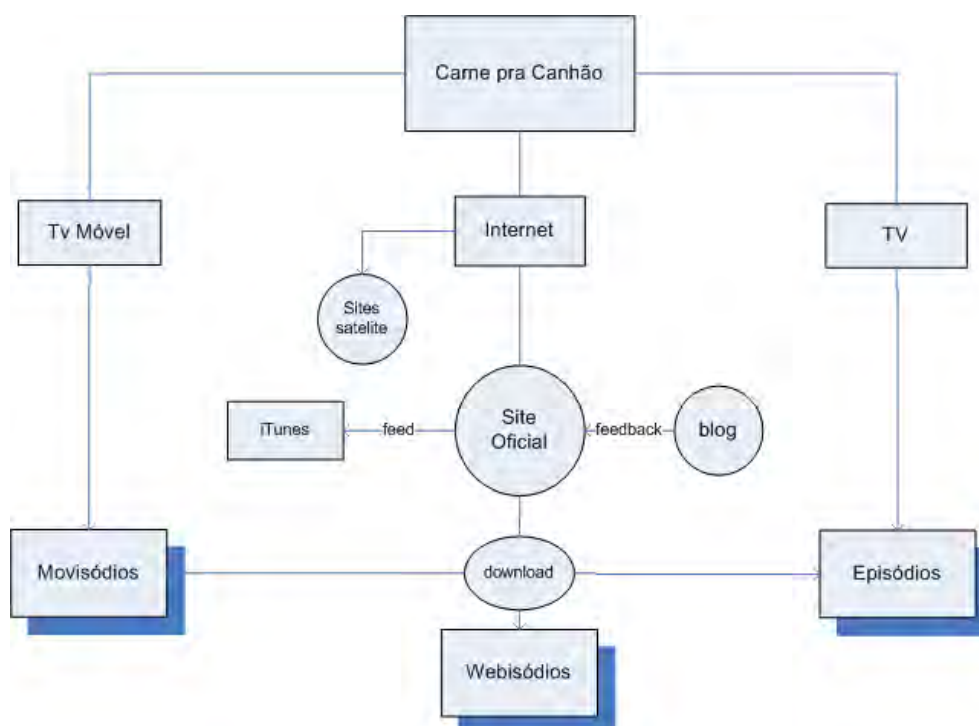 Carne pra Canhão
Tv Móvel
Internet
TV
Sites
satelite
iTunes
feed
Site
Oficial
feedback
blog
Movisódios
download
Episódios
Webisódios